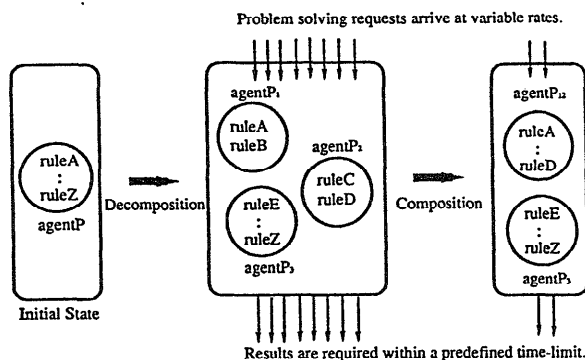 Problem solving requests arrive at variable rates.
agentP₁
ruleA
ruleB
agentP₂
ruleC
ruleD
ruleE
:
ruleZ
agentP₃
ruleA
:
ruleZ
agentP
Initial State
Decomposition
Composition
agentP₁₂
ruleA
:
ruleD
ruleE
:
ruleZ
agentP₃
Results are required within a predefined time-limit.